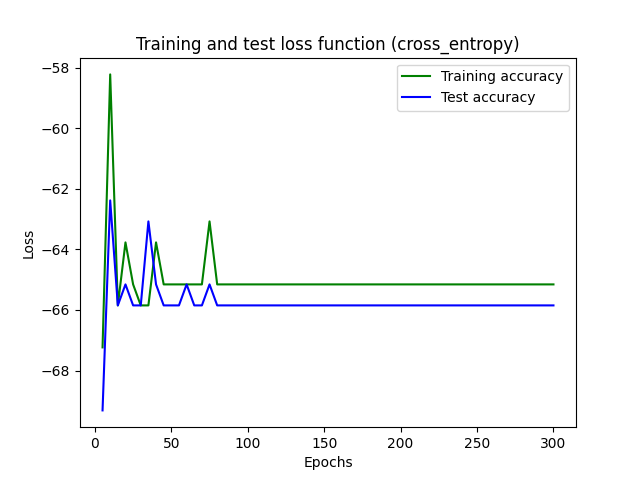 Training and test loss function (cross_entropy)
Training accuracy
Test accuracy
Loss
−58
−60
−62
−64
−66
−68
0 50 100 150 200 250 300
Epochs